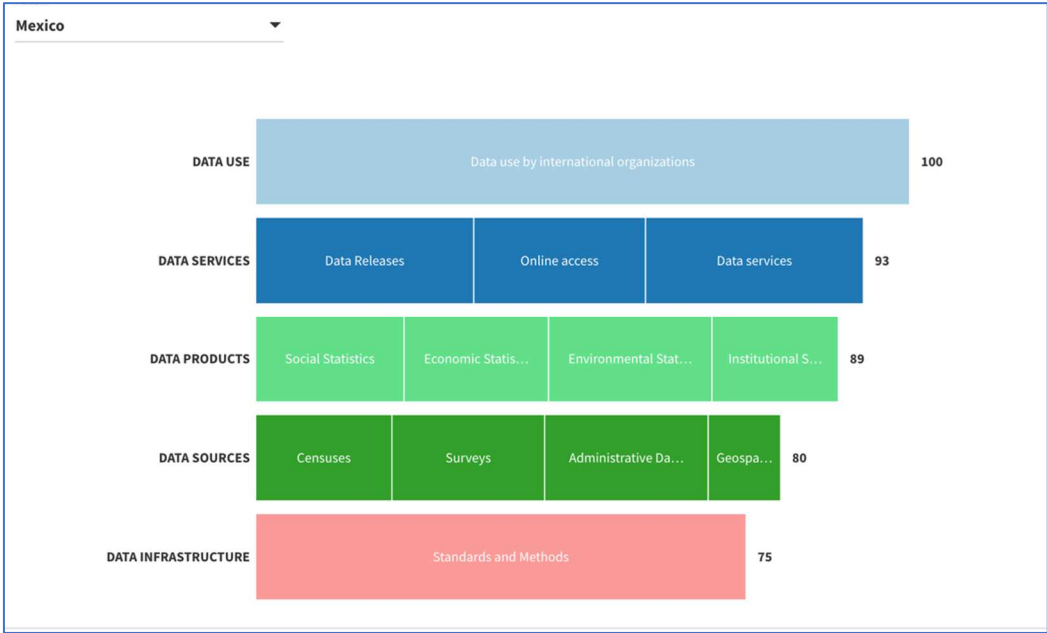 Mexico
DATA USE
Data use by international organizations
100
DATA SERVICES
Data Releases
Online access
Data services
93
DATA PRODUCTS
Social Statistics
Economic Statis...
Environmental Stat...
Institutional S...
89
DATA SOURCES
Censuses
Surveys
Administrative Da...
Geospa...
80
DATA INFRASTRUCTURE
Standards and Methods
75